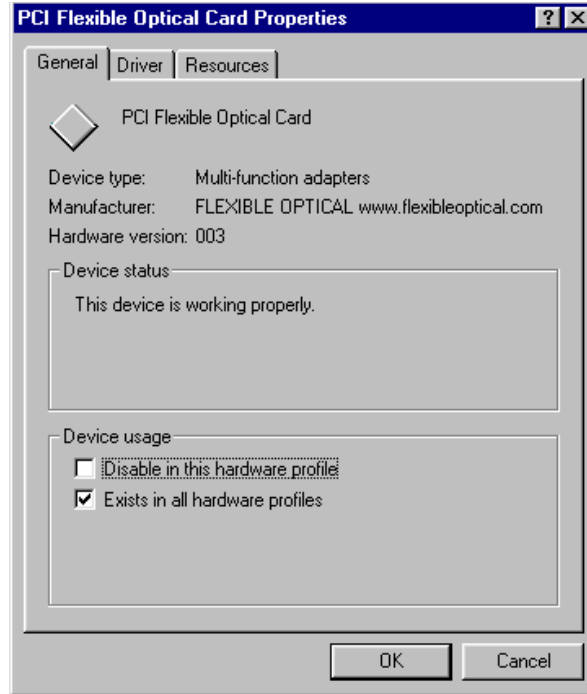 PCI Flexible Optical Card Properties
General Driver Resources
PCI Flexible Optical Card
Device type: Multi-function adapters
Manufacturer: FLEXIBLE OPTICAL www.flexibleoptical.com
Hardware version: 003
Device status
This device is working properly.
Device usage
Disable in this hardware profile
Exists in all hardware profiles
OK Cancel